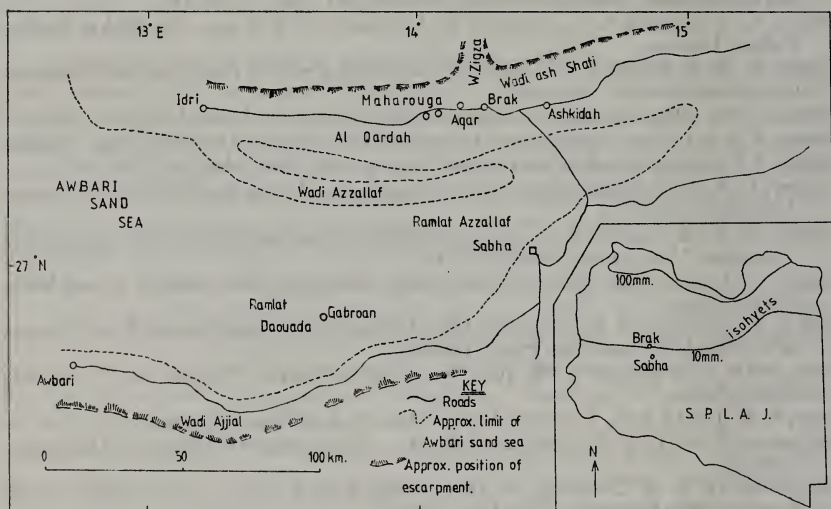 13°E
14°
15°
W.Zigza
Wadi ash Shati
Idri
Maharouga
Brak
Aqar
Ashkidah
Al Qardah
AWBARI
SAND
SEA
Wadi Azzallaf
Ramlat Azzallaf
Sabha
27°N
Ramlat
Daouada
Gabroan
Awbari
Wadi Ajjial
KEY
Roads
Approx. limit of
Awbari sand sea
Approx. position of
escarpment.
0 50 100 km.
100mm.
isohyets
Brak
10mm.
Sabha
S. P. L. A. J.
N